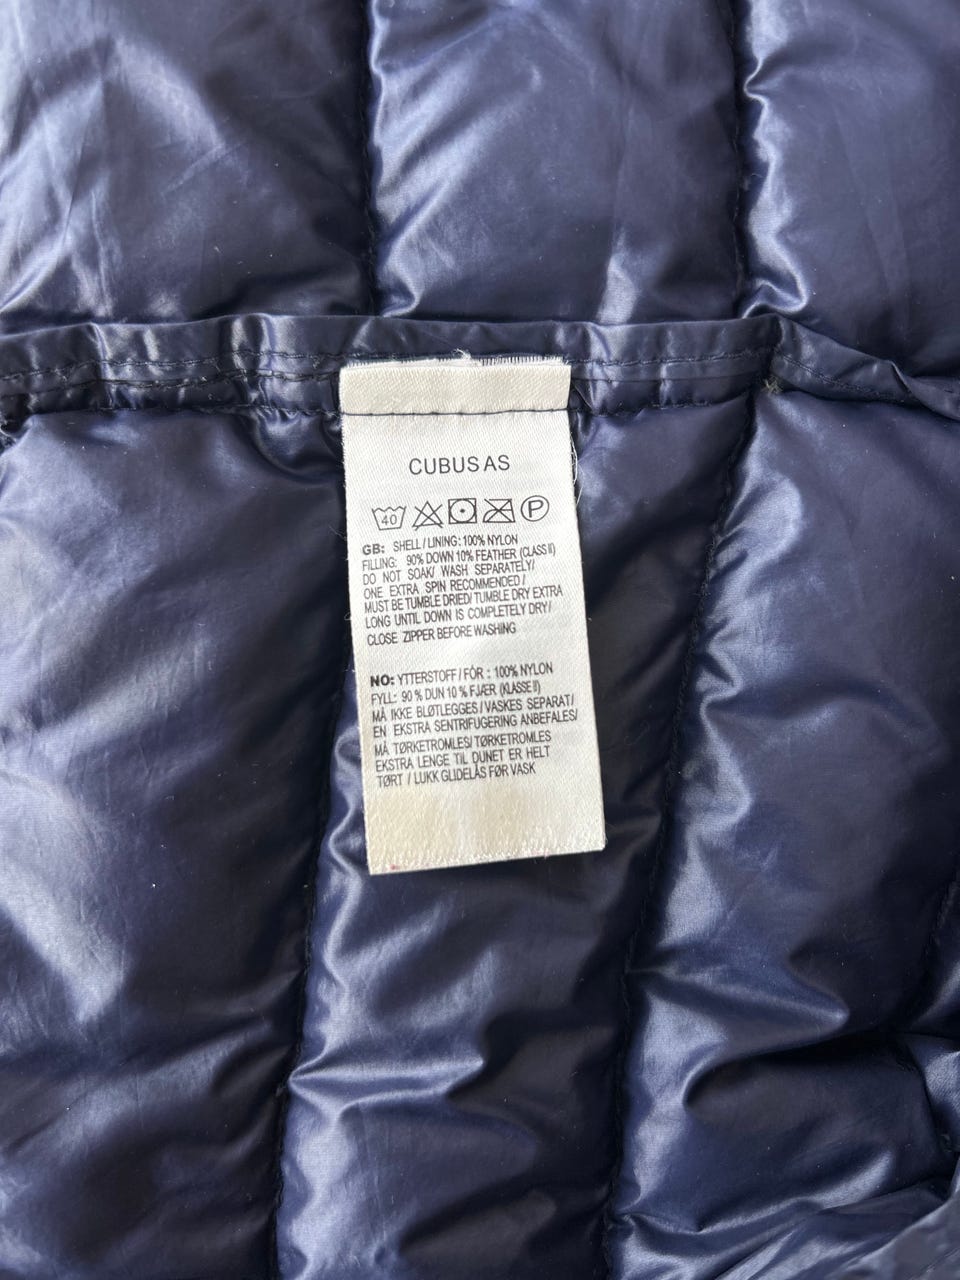 CUBUS AS
40 P
GB: SHELL / LINING: 100% NYLON
FILLING: 90% DOWN 10% FEATHER (CLASS II)
DO NOT SOAK/ WASH SEPARATELY/
ONE EXTRA SPIN RECOMMENDED /
MUST BE TUMBLE DRIED/ TUMBLE DRY EXTRA
LONG UNTIL DOWN IS COMPLETELY DRY/
CLOSE ZIPPER BEFORE WASHING
NO: YTTERSTOFF / FÓR : 100% NYLON
FYLL: 90 % DUN 10 % FJÆR (KLASSE II)
MÅ IKKE BLØTLEGGES / VASKES SEPARAT/
EN EKSTRA SENTRIFUGERING ANBEFALES/
MÅ TØRKETROMLES/ TØRKETROMLES
EKSTRA LENGE TIL DUNET ER HELT
TØRT / LUKK GLIDELÅS FØR VASK